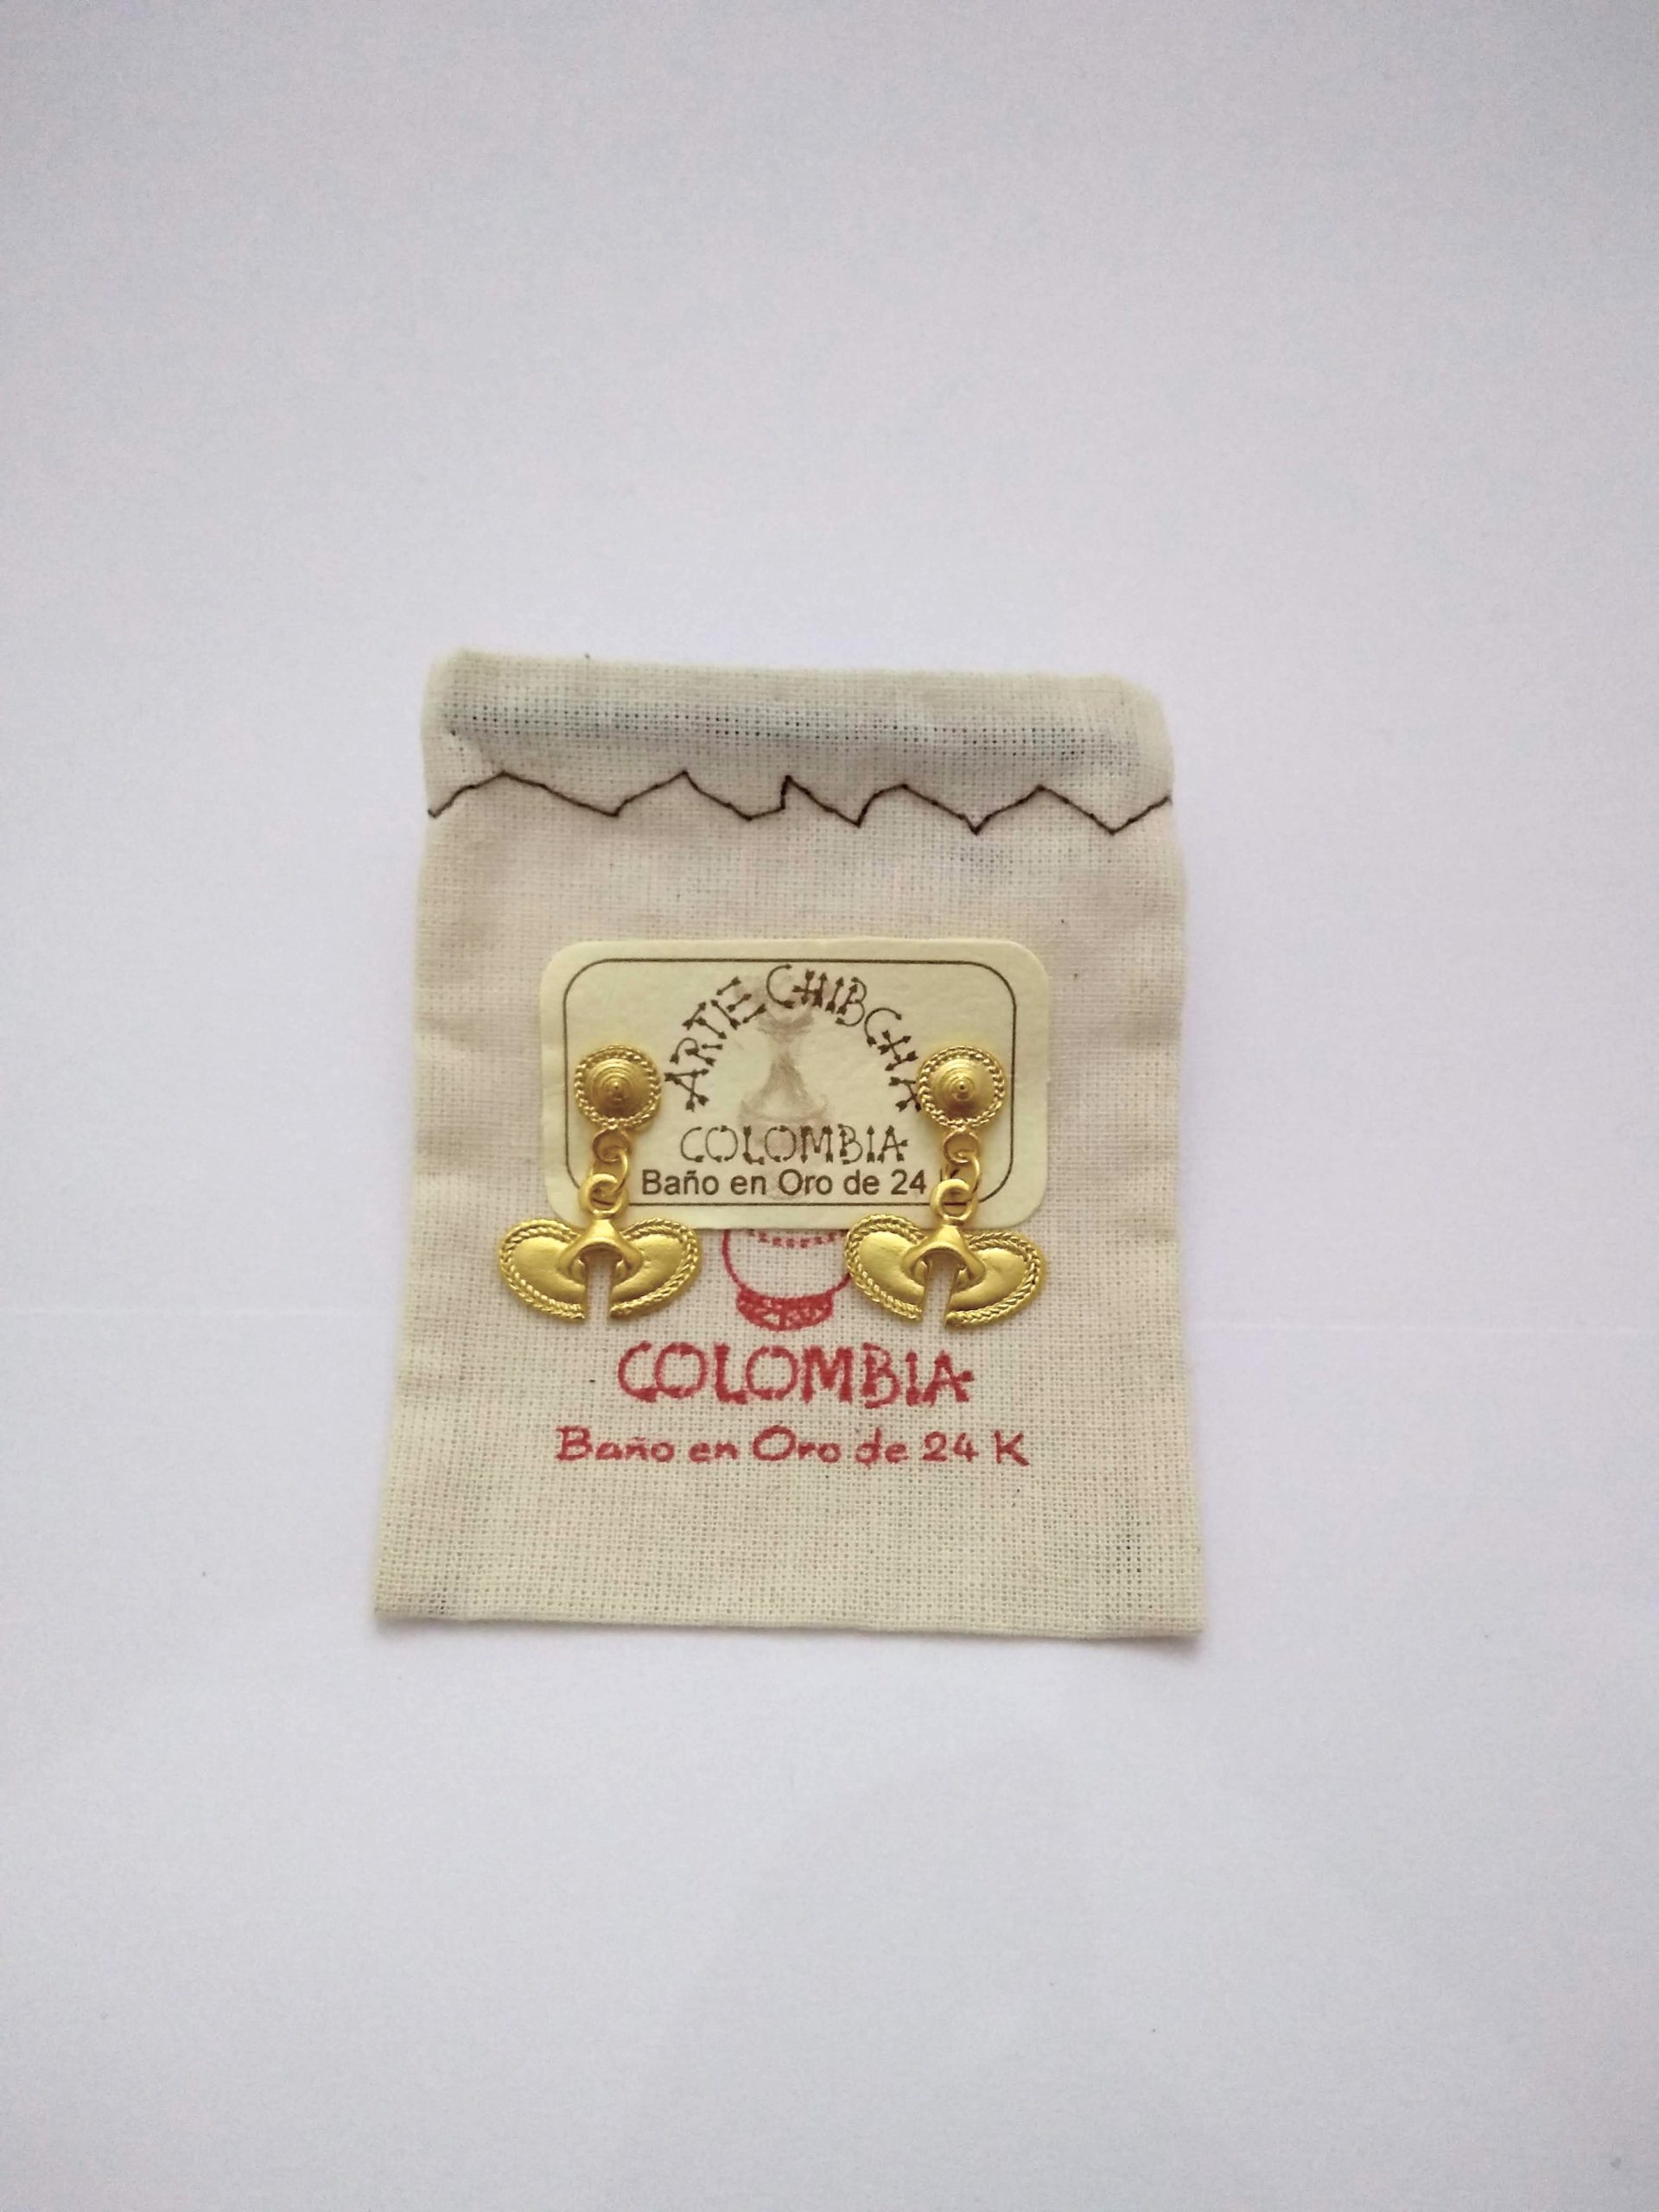 ARTE CHIBCHA
COLOMBIA
Baño en Oro de 24
COLOMBIA
Baño en Oro de 24 K